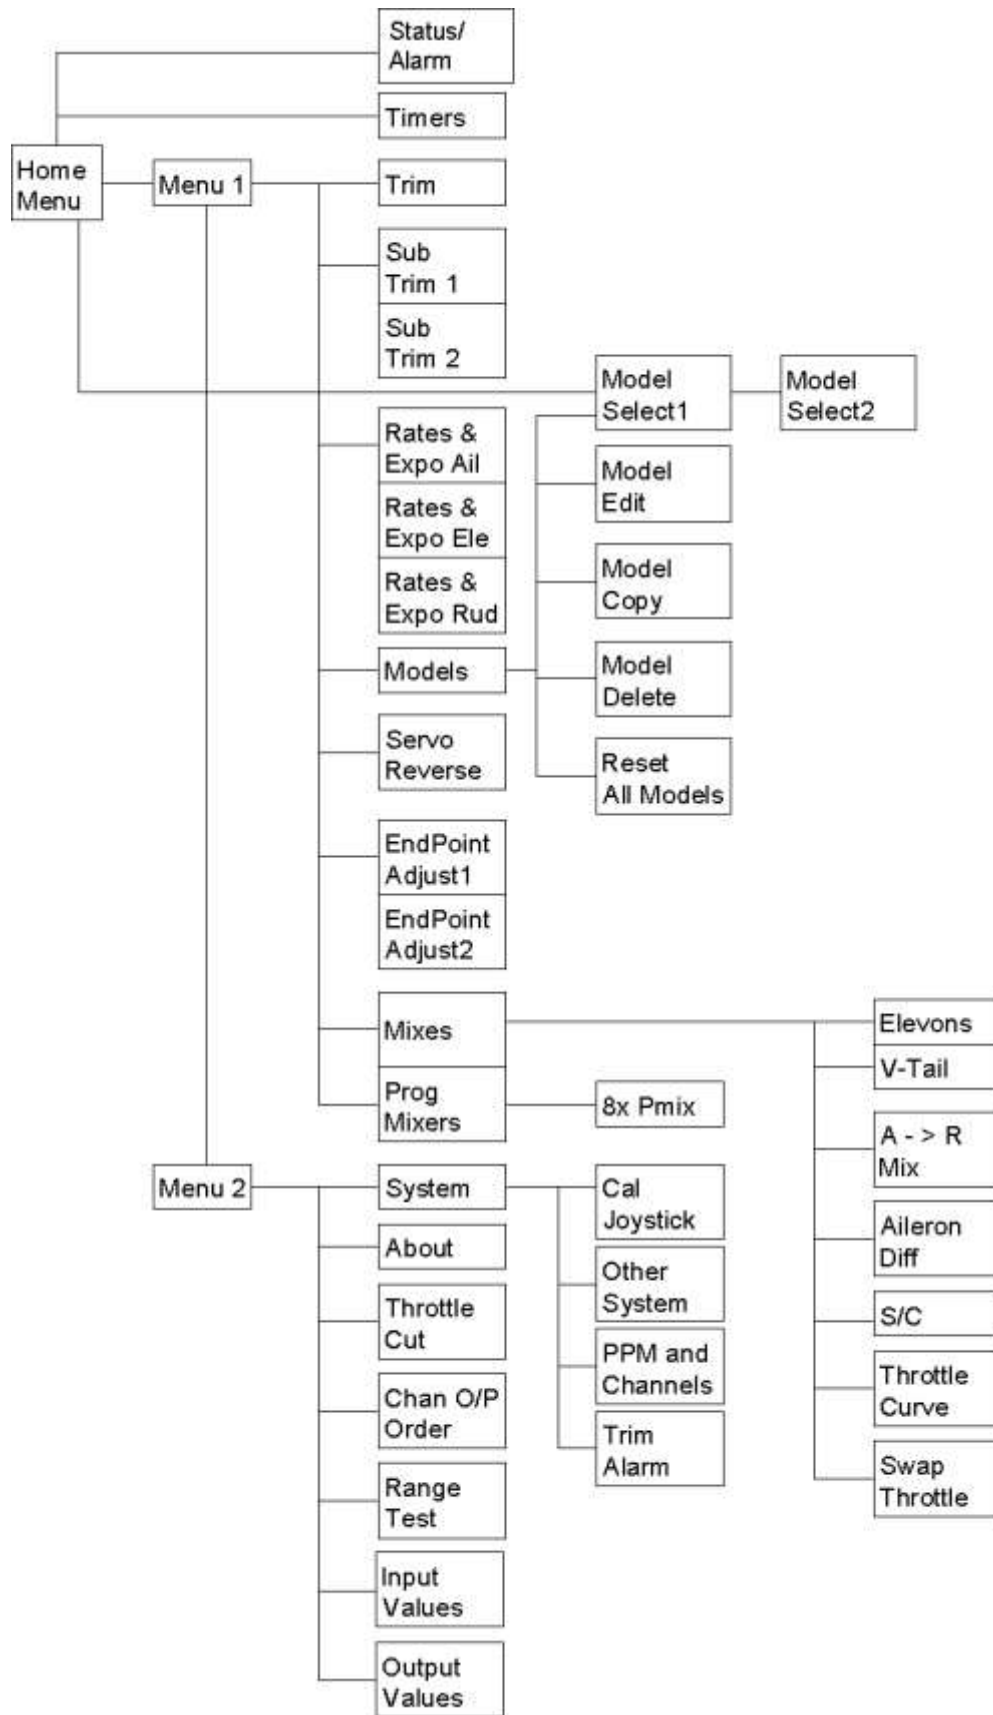 Status/
Alarm
Timers
Home
Menu
Menu 1
Trim
Sub
Trim 1
Sub
Trim 2
Model
Select1
Model
Select2
Rates &
Expo Ail
Model
Edit
Rates &
Expo Ele
Model
Copy
Rates &
Expo Rud
Models
Model
Delete
Servo
Reverse
Reset
All Models
EndPoint
Adjust1
EndPoint
Adjust2
Mixes
Elevons
V-Tail
Prog
Mixers
8x Pmix
A - > R
Mix
Menu 2
System
Cal
Joystick
Aileron
Diff
About
Other
System
S/C
Throttle
Cut
PPM and
Channels
Throttle
Curve
Chan O/P
Order
Trim
Alarm
Swap
Throttle
Range
Test
Input
Values
Output
Values